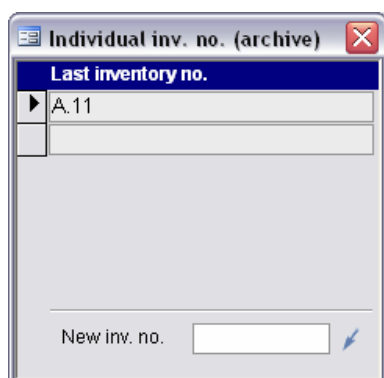 Individual inv. no. (archive)
Last inventory no.
A.11
New inv. no.